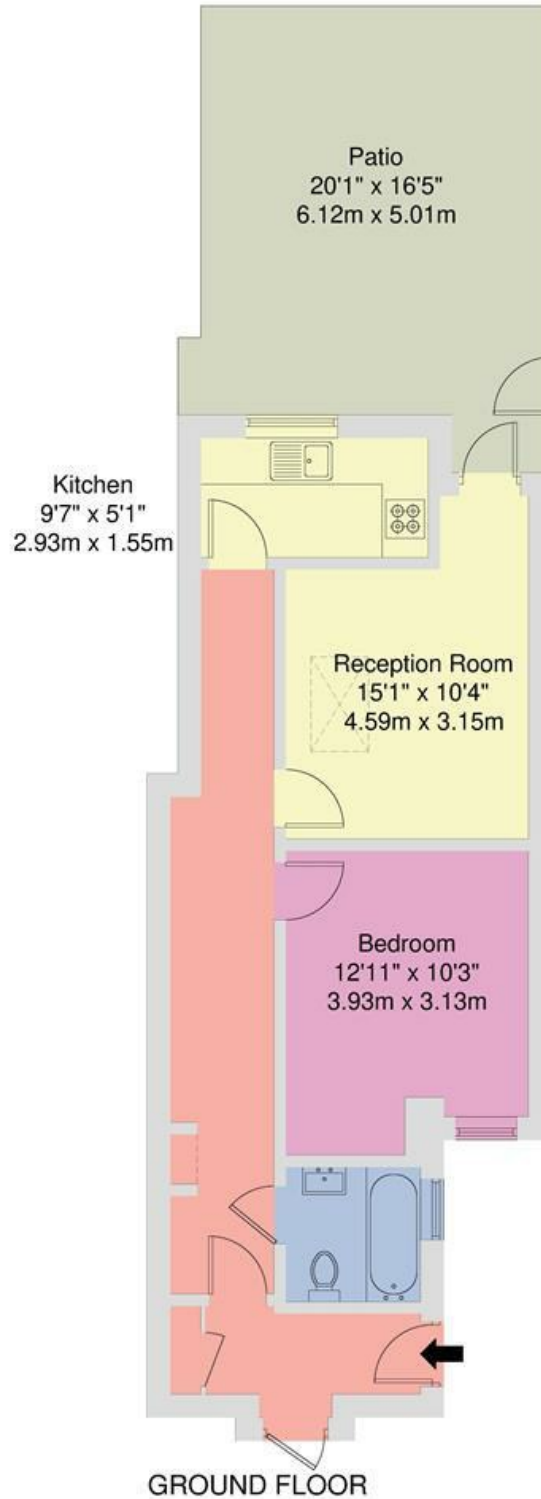 Patio
20'1" x 16'5"
6.12m x 5.01m
Kitchen
9'7" x 5'1"
2.93m x 1.55m
Reception Room
15'1" x 10'4"
4.59m x 3.15m
Bedroom
12'11" x 10'3"
3.93m x 3.13m
GROUND FLOOR